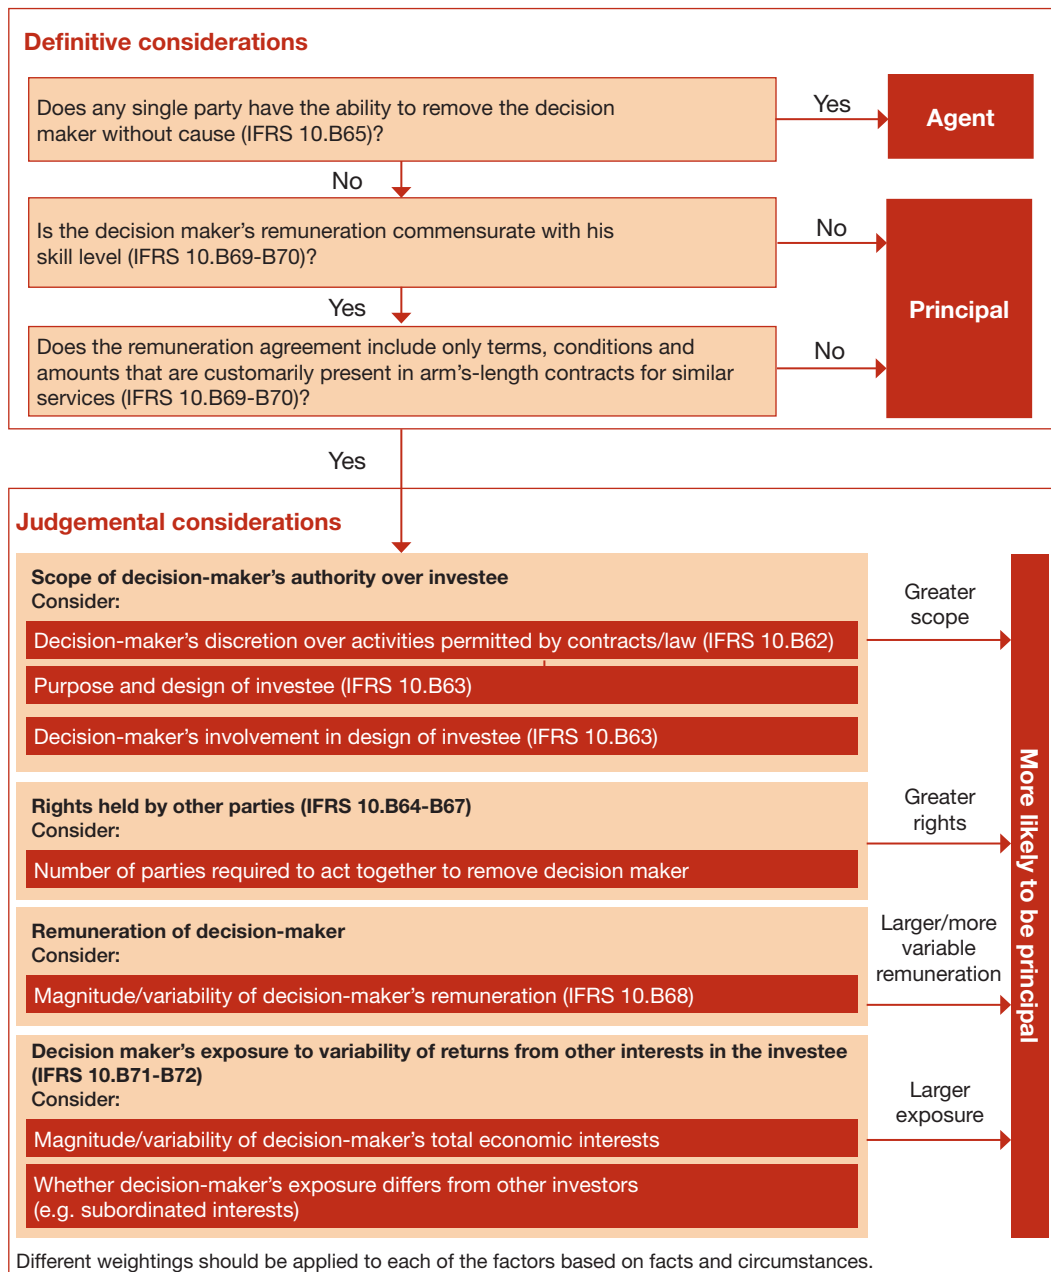 Definitive considerations
Does any single party have the ability to remove the decision
maker without cause (IFRS 10.B65)?
Yes
Agent
No
Is the decision maker's remuneration commensurate with his
skill level (IFRS 10.B69-B70)?
No
Principal
Yes
Does the remuneration agreement include only terms, conditions and
amounts that are customarily present in arm's-length contracts for similar
services (IFRS 10.B69-B70)?
No
Yes
Judgemental considerations
Scope of decision-maker's authority over investee
Consider:
Decision-maker's discretion over activities permitted by contracts/law (IFRS 10.B62)
Purpose and design of investee (IFRS 10.B63)
Decision-maker's involvement in design of investee (IFRS 10.B63)
Greater
scope
Rights held by other parties (IFRS 10.B64-B67)
Consider:
Number of parties required to act together to remove decision maker
Greater
rights
Remuneration of decision-maker
Consider:
Magnitude/variability of decision-maker's remuneration (IFRS 10.B68)
Larger/more
variable
remuneration
Decision maker's exposure to variability of returns from other interests in the investee
(IFRS 10.B71-B72)
Consider:
Magnitude/variability of decision-maker's total economic interests
Whether decision-maker's exposure differs from other investors
(e.g. subordinated interests)
Larger
exposure
More likely to be principal
Different weightings should be applied to each of the factors based on facts and circumstances.